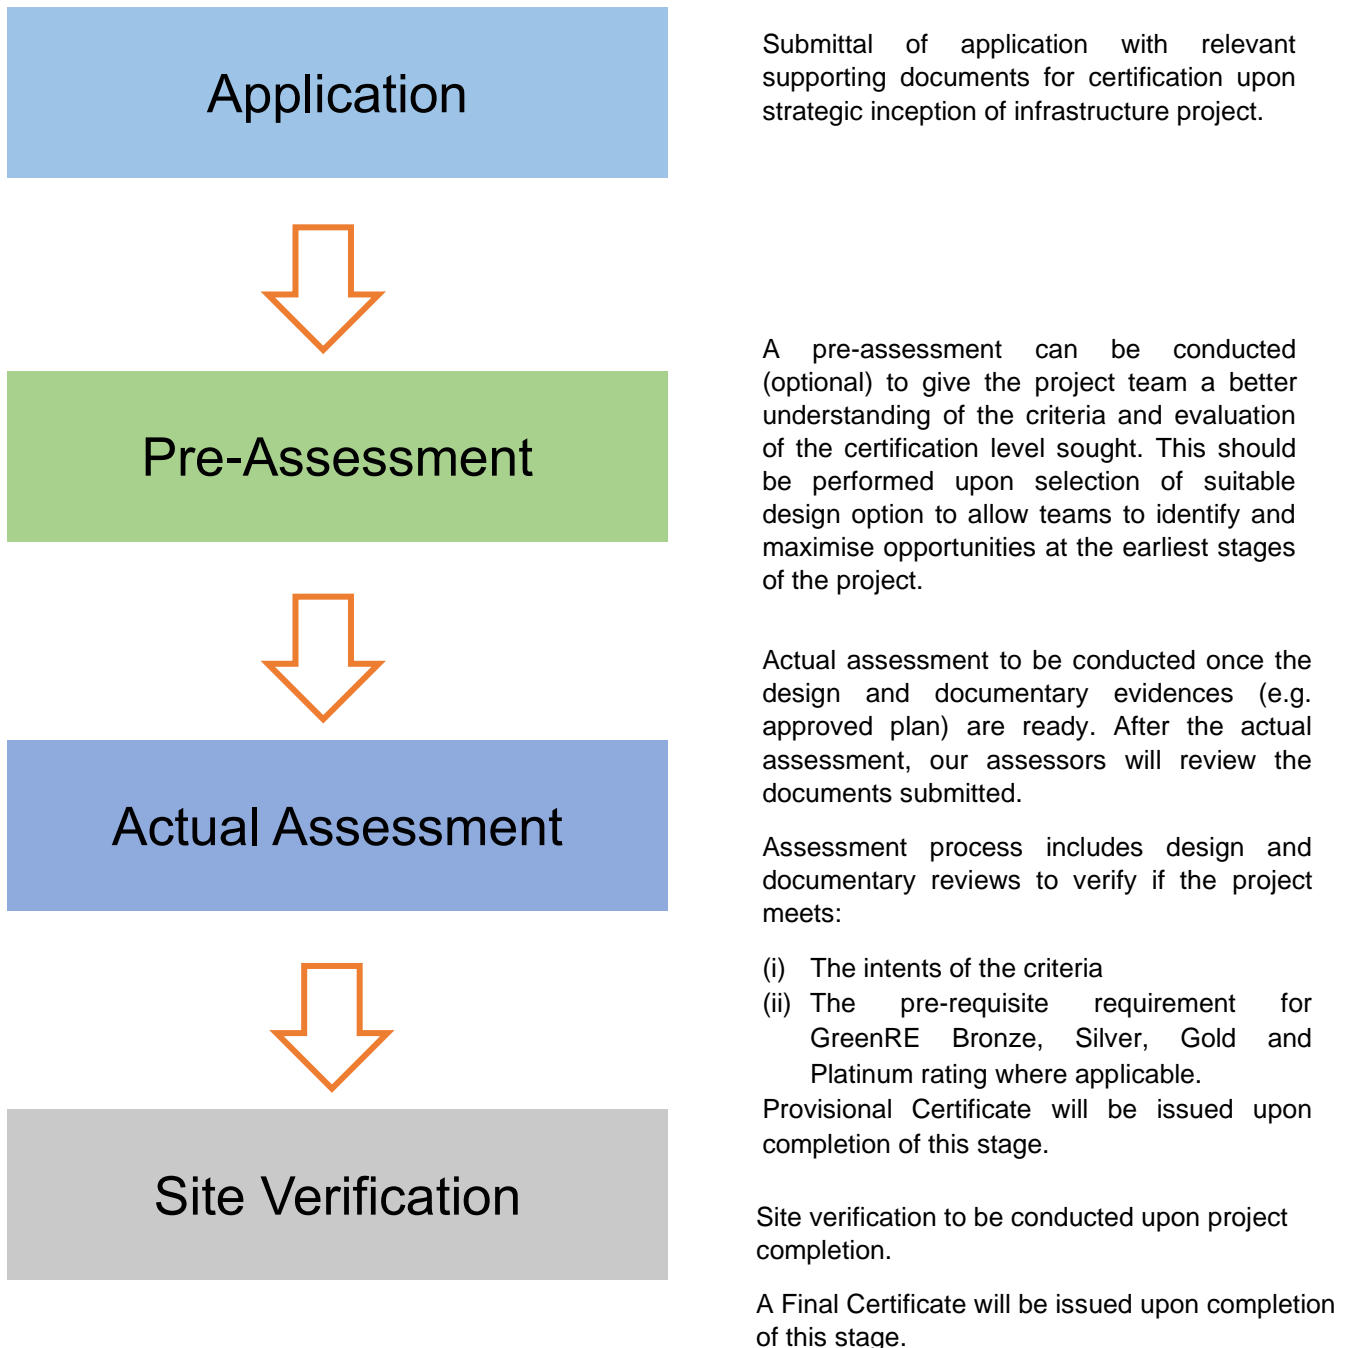 Application
Submittal of application with relevant
supporting documents for certification upon
strategic inception of infrastructure project.
Pre-Assessment
A pre-assessment can be conducted
(optional) to give the project team a better
understanding of the criteria and evaluation
of the certification level sought. This should
be performed upon selection of suitable
design option to allow teams to identify and
maximise opportunities at the earliest stages
of the project.
Actual Assessment
Actual assessment to be conducted once the
design and documentary evidences (e.g.
approved plan) are ready. After the actual
assessment, our assessors will review the
documents submitted.
Assessment process includes design and
documentary reviews to verify if the project
meets:
(i) The intents of the criteria
(ii) The pre-requisite requirement for
GreenRE Bronze, Silver, Gold and
Platinum rating where applicable.
Provisional Certificate will be issued upon
completion of this stage.
Site Verification
Site verification to be conducted upon project
completion.
A Final Certificate will be issued upon completion
of this stage.